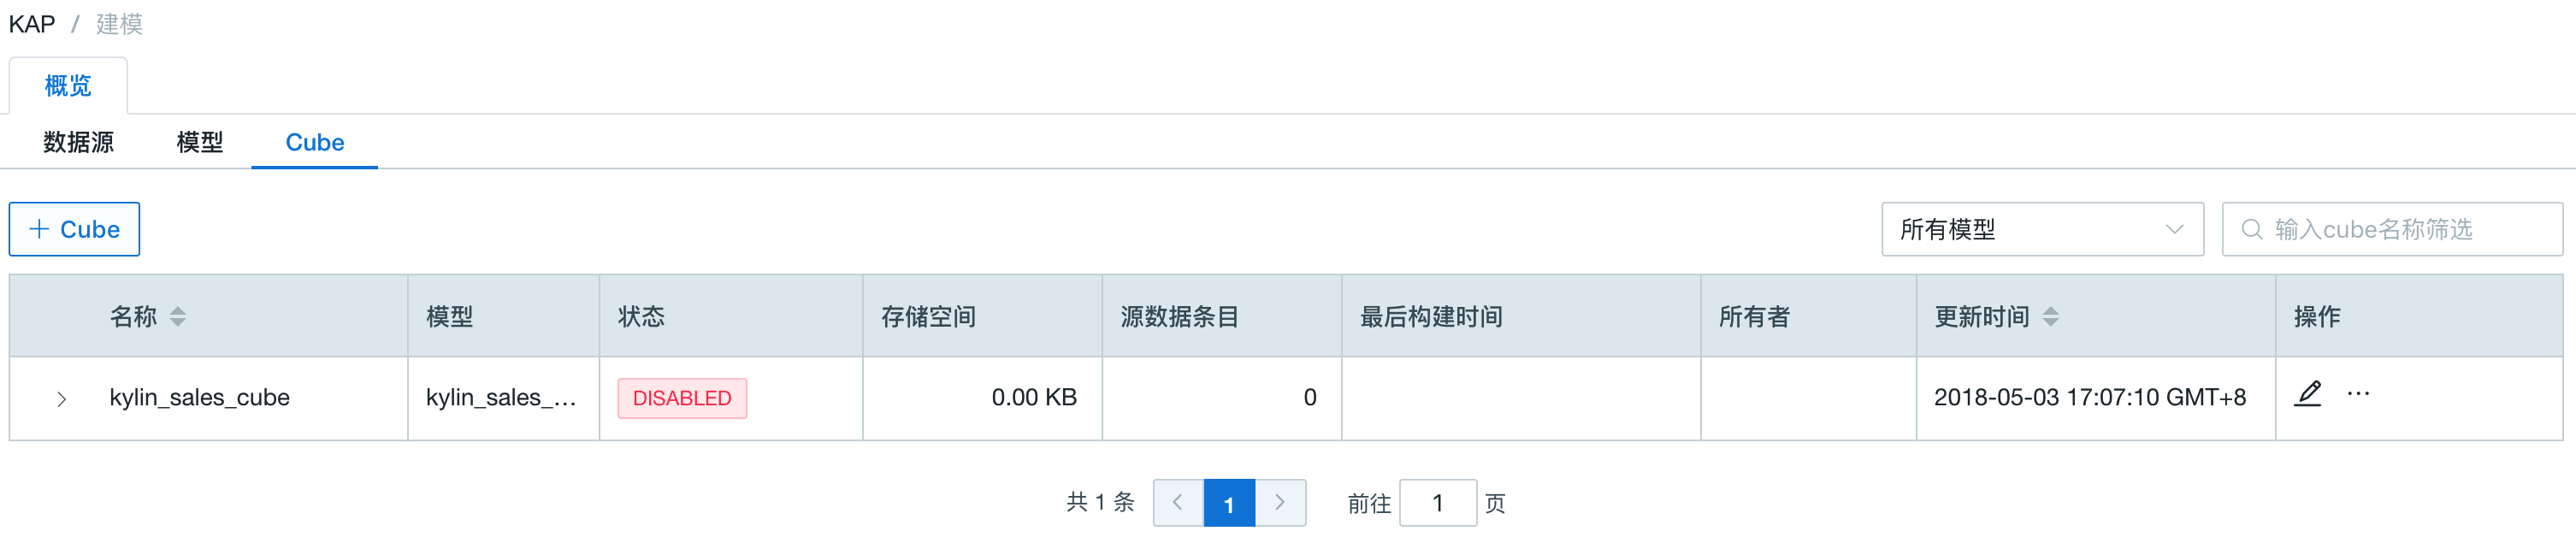 KAP / 建模
概览
数据源 模型 Cube
+ Cube 所有模型 输入cube名称筛选
名称 模型 状态 存储空间 源数据条目 最后构建时间 所有者 更新时间 操作
kylin_sales_cube kylin_sales_... DISABLED 0.00 KB 0 2018-05-03 17:07:10 GMT+8 ...
共 1 条 < 1 > 前往 1 页